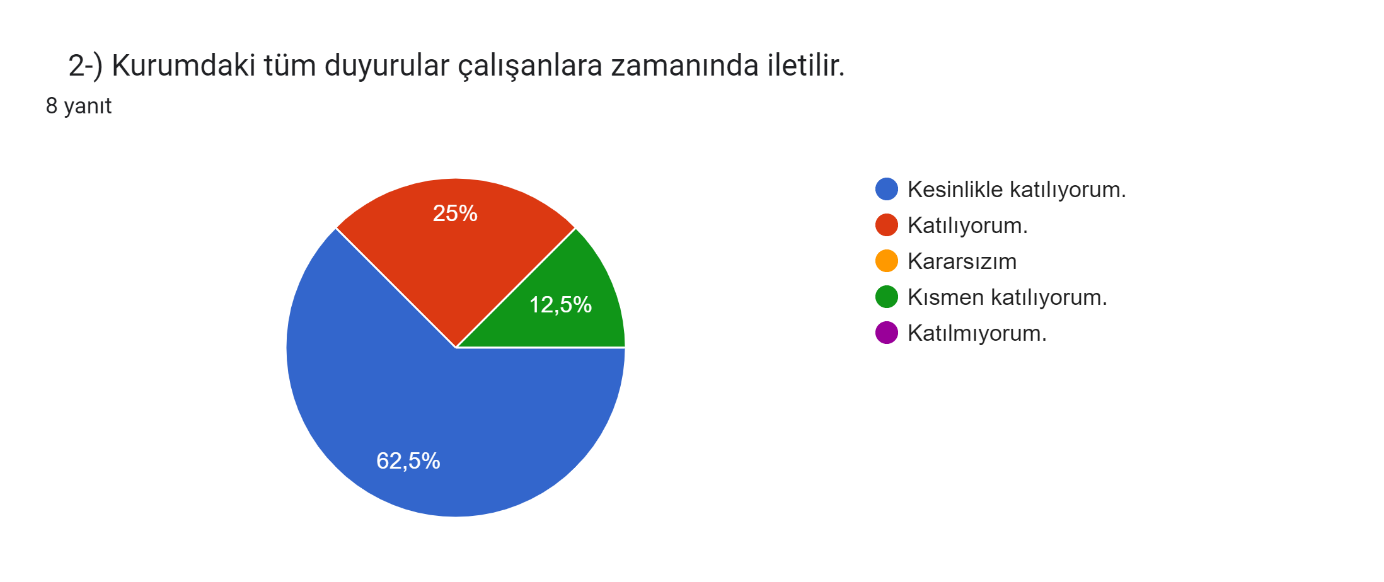 2-) Kurumdaki tüm duyurular çalışanlara zamanında iletilir.
8 yanıt
25%
12,5%
62,5%
Kesinlikle katılıyorum.
Katılıyorum.
Kararsızım
Kısmen katılıyorum.
Katılmıyorum.